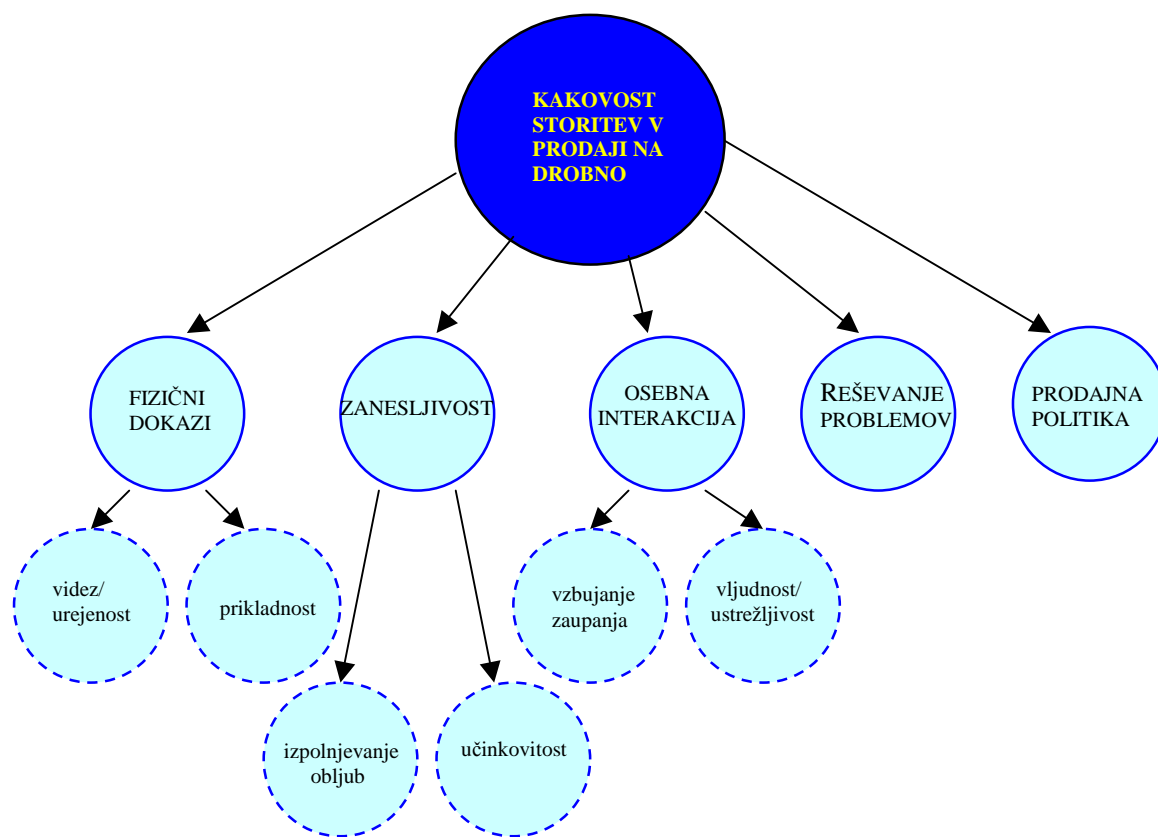 KAKOVOST
STORITEV V
PRODAJI NA
DROBNO
FIZIČNI
DOKAZI
ZANESLJIVOST
OSEBNA
INTERAKCIJA
REŠEVANJE
PROBLEMOV
PRODAJNA
POLITIKA
videz/
urejenost
prikladnost
vzbujanje
zaupanja
vljudnost/
ustrežljivost
izpolnjevanje
obljub
učinkovitost